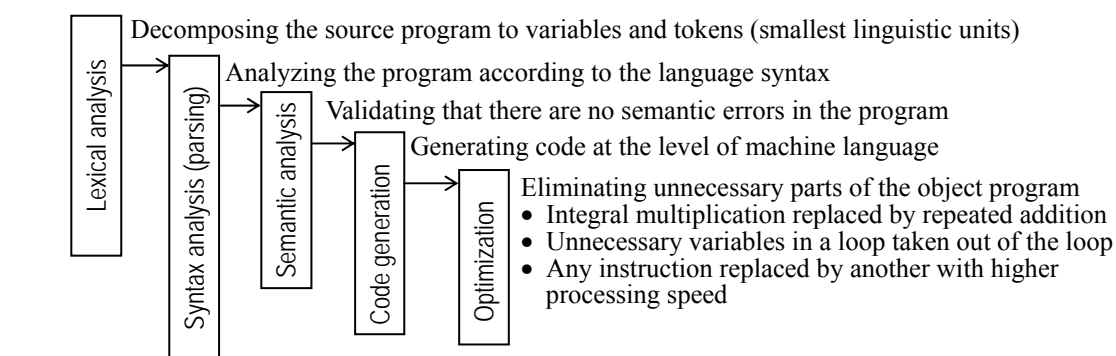 Decomposing the source program to variables and tokens (smallest linguistic units)
Lexical analysis
Analyzing the program according to the language syntax
Syntax analysis (parsing)
Validating that there are no semantic errors in the program
Semantic analysis
Generating code at the level of machine language
Code generation
Eliminating unnecessary parts of the object program
• Integral multiplication replaced by repeated addition
• Unnecessary variables in a loop taken out of the loop
• Any instruction replaced by another with higher
processing speed
Optimization